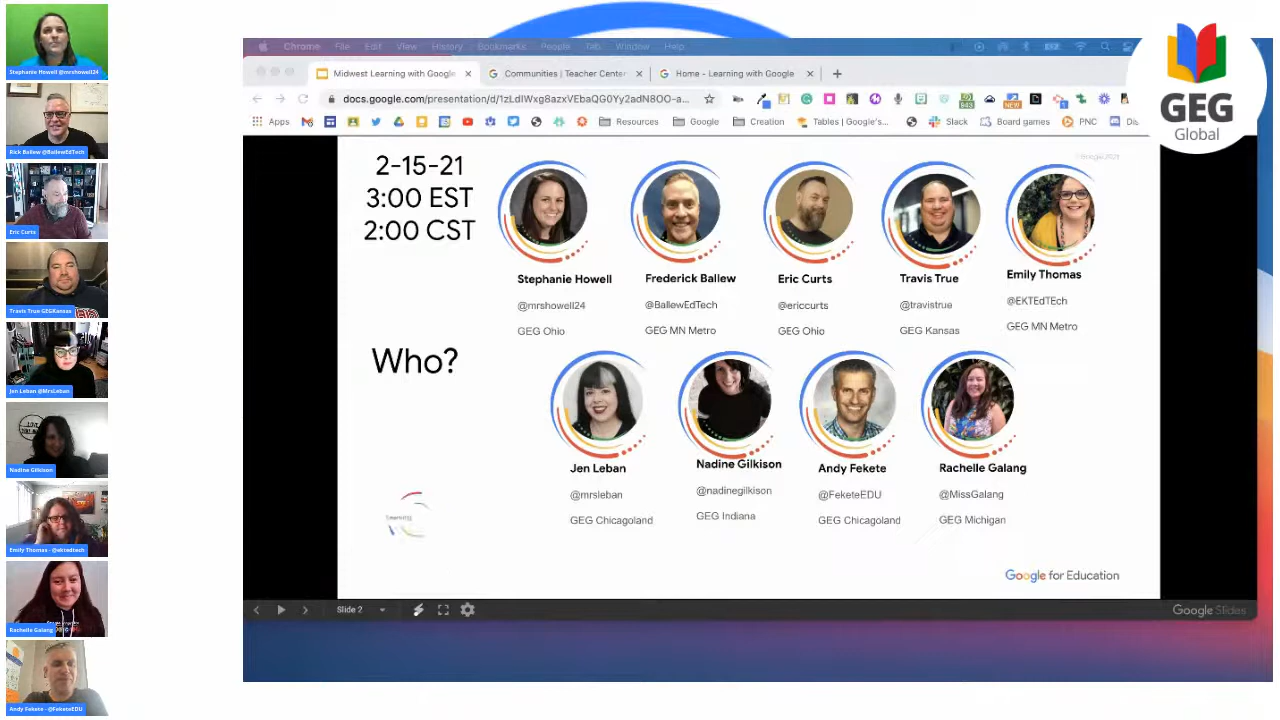 Stephanie Howell @mrshowell24
Rick Ballew @BallewEdTech
Eric Curts
Travis True GEGKansas
Jen Leban @MrsLeban
Nadine Gilkison
Emily Thomas - @ektedtech
Rachelle Galang
Andy Fekete - @FeketeEDU
Chrome File Edit View History Bookmarks People Tab Window Help
Midwest Learning with Google
Communities | Teacher Center
Home - Learning with Google
docs.google.com/presentation/d/1zLdIWxg8azxVEbaQG0Yy2adN8OO-a...
943
NEW
Apps
Resources
Google
Creation
Tables | Google's...
Slack
Board games
PNC
Dis
GEG
Global
2-15-21
3:00 EST
2:00 CST
Who?
Stephanie Howell
@mrshowell24
GEG Ohio
Frederick Ballew
@BallewEdTech
GEG MN Metro
Eric Curts
@ericcurts
GEG Ohio
Travis True
@travistrue
GEG Kansas
Emily Thomas
@EKTEdTEch
GEG MN Metro
Jen Leban
@mrsleban
GEG Chicagoland
Nadine Gilkison
@nadinegilkison
GEG Indiana
Andy Fekete
@FeketeEDU
GEG Chicagoland
Rachelle Galang
@MissGalang
GEG Michigan
Learning
Google for Education
Slide 2
Google Slides